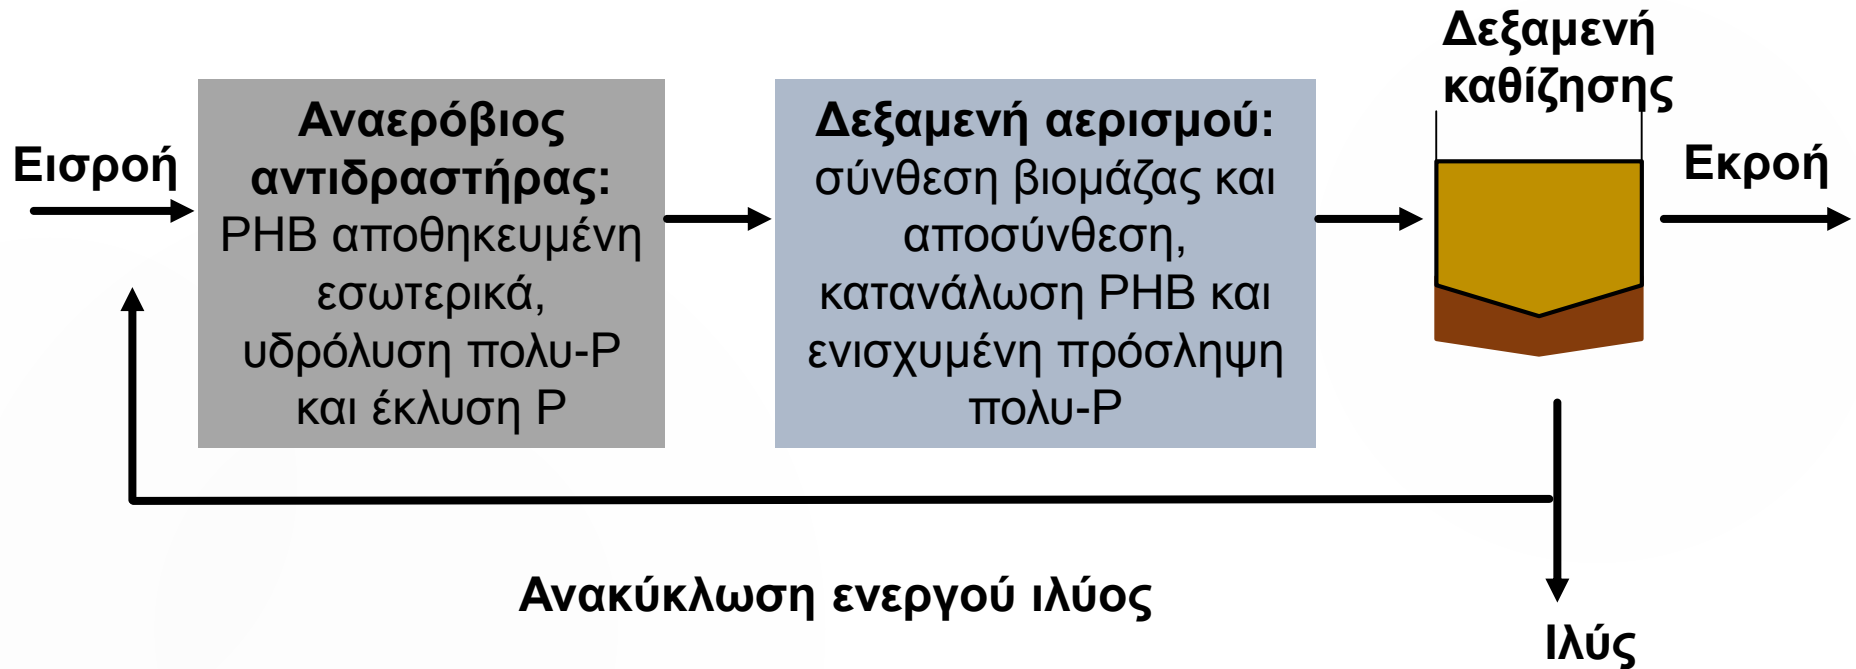 Εισροή
Αναερόβιος
αντιδραστήρας:
PHB αποθηκευμένη
εσωτερικά,
υδρόλυση πολυ-P
και έκλυση P
Δεξαμενή αερισμού:
σύνθεση βιομάζας και
αποσύνθεση,
κατανάλωση PHB και
ενισχυμένη πρόσληψη
πολυ-P
Δεξαμενή
καθίζησης
Εκροή
Ανακύκλωση ενεργού ιλύος
Ιλύς